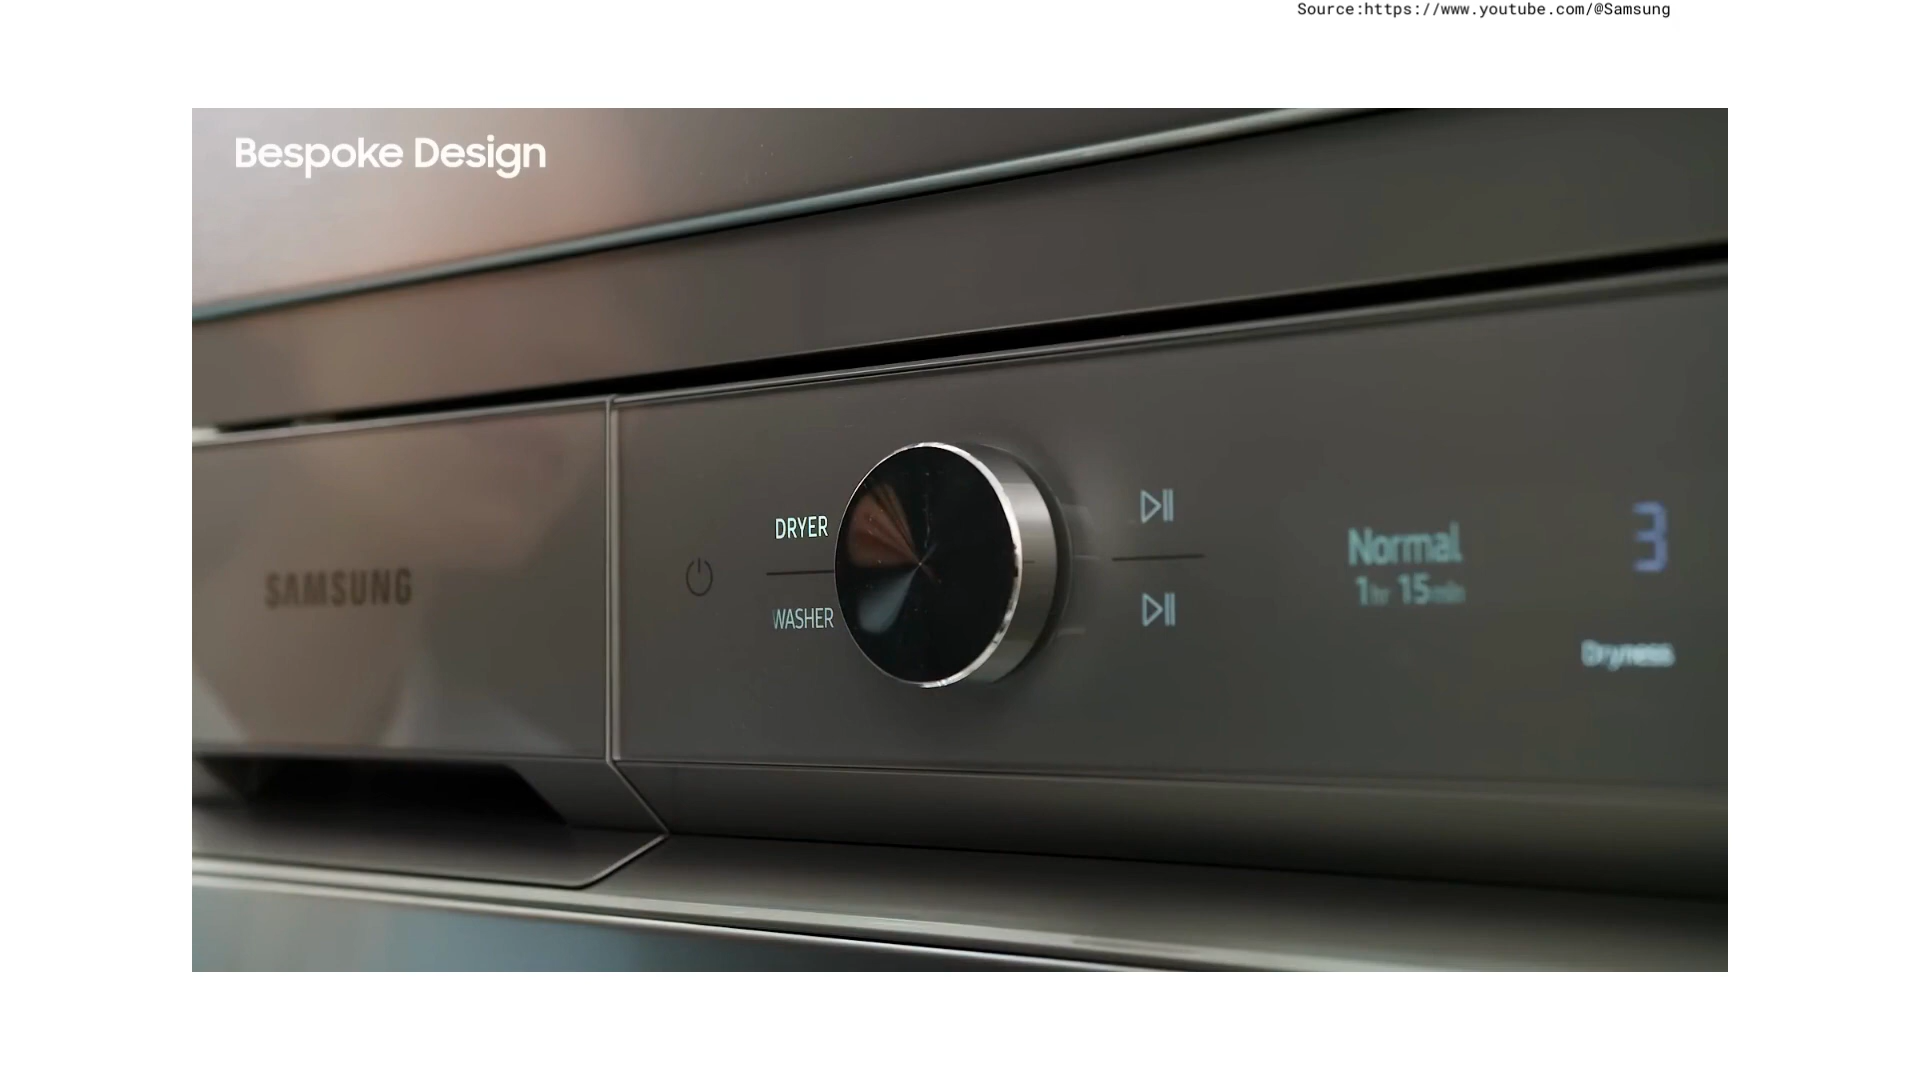 Source:https://www.youtube.com/@Samsung
Bespoke Design
SAMSUNG
DRYER
WASHER
Normal
1hr 15min
3
Dryness